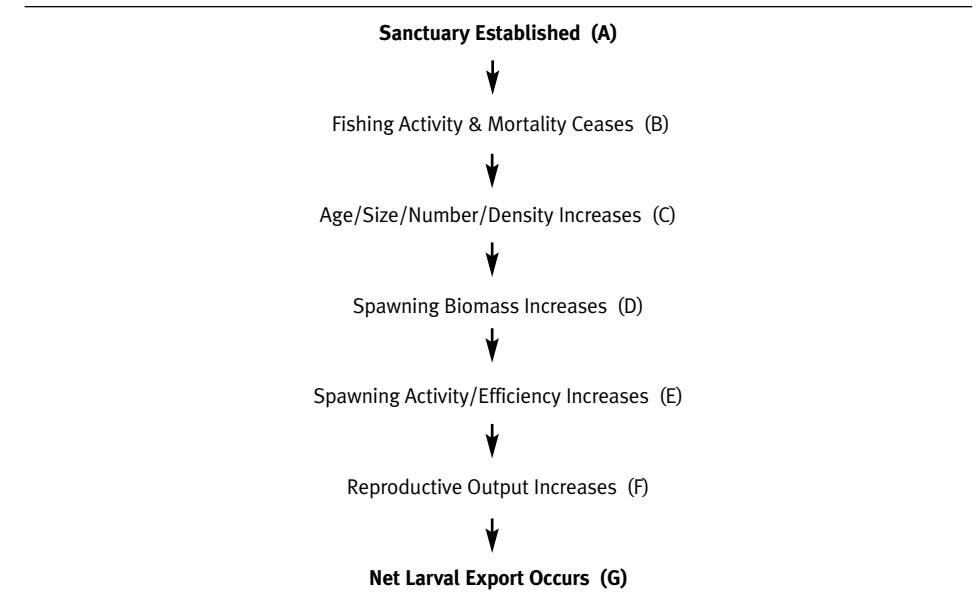 Sanctuary Established (A)
Fishing Activity & Mortality Ceases (B)
Age/Size/Number/Density Increases (C)
Spawning Biomass Increases (D)
Spawning Activity/Efficiency Increases (E)
Reproductive Output Increases (F)
Net Larval Export Occurs (G)